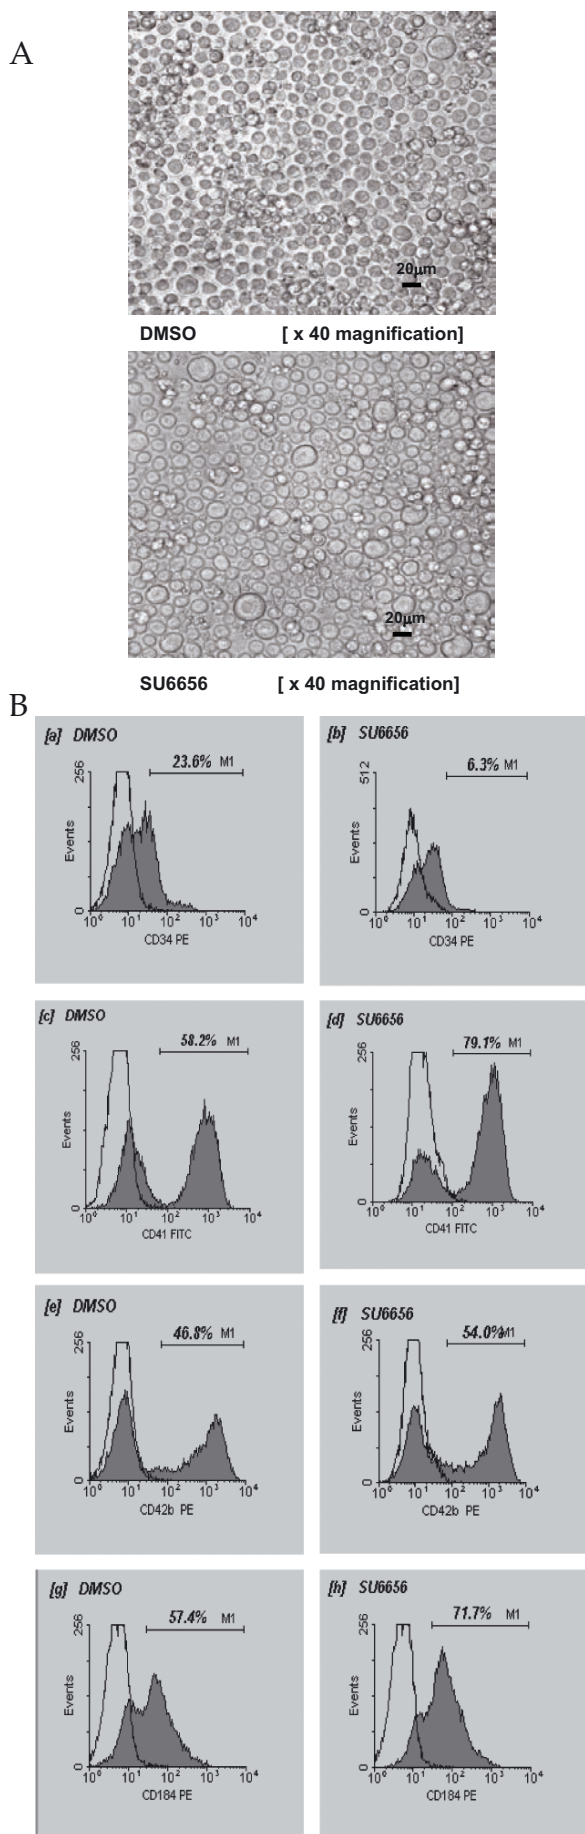 A
20μm
DMSO [ x 40 magnification]
20μm
SU6656 [ x 40 magnification]
B
[a] DMSO
23.6% M1
256
Events
0
10⁰ 10¹ 10² 10³ 10⁴
CD34 PE
[b] SU6656
6.3% M1
512
Events
0
10⁰ 10¹ 10² 10³ 10⁴
CD34 PE
[c] DMSO
58.2% M1
256
Events
0
10⁰ 10¹ 10² 10³ 10⁴
CD41 FITC
[d] SU6656
79.1% M1
256
Events
0
10⁰ 10¹ 10² 10³ 10⁴
CD41 FITC
[e] DMSO
46.8% M1
256
Events
0
10⁰ 10¹ 10² 10³ 10⁴
CD42b PE
[f] SU6656
54.0% M1
256
Events
0
10⁰ 10¹ 10² 10³ 10⁴
CD42b PE
[g] DMSO
57.4% M1
256
Events
0
10⁰ 10¹ 10² 10³ 10⁴
CD184 PE
[h] SU6656
71.7% M1
256
Events
0
10⁰ 10¹ 10² 10³ 10⁴
CD184 PE